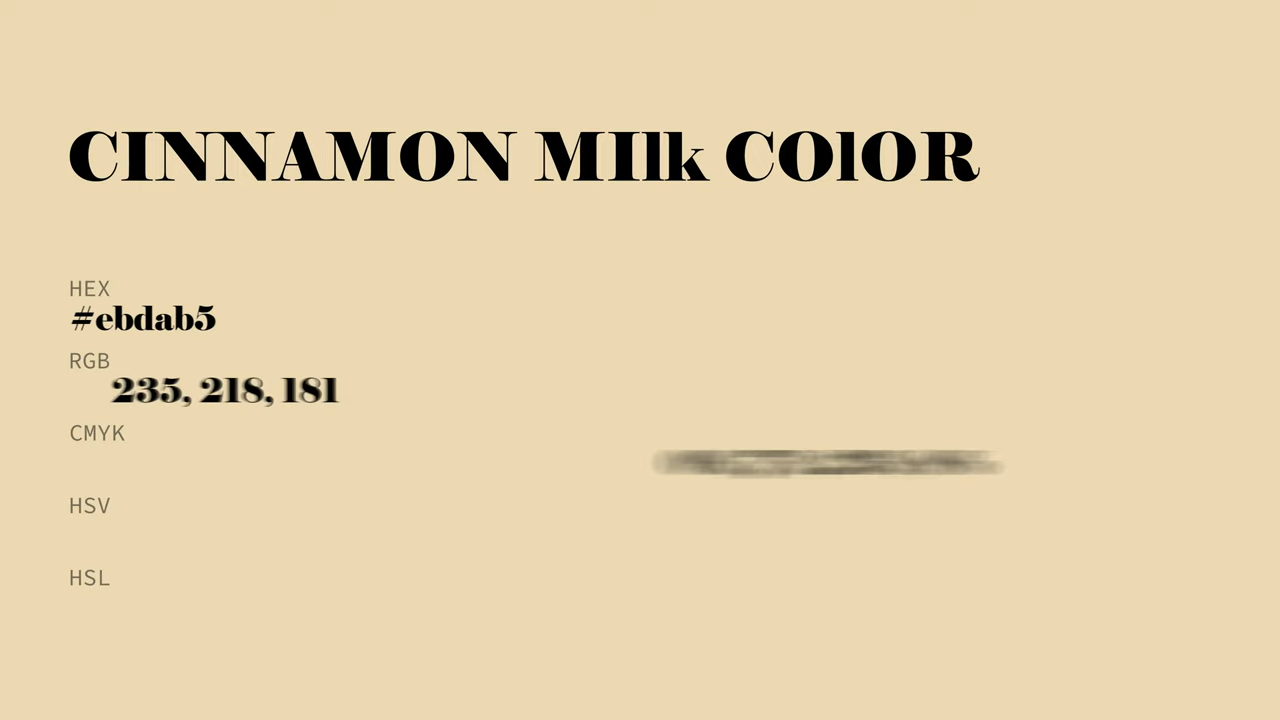 CINNAMON MIlk COlOR
HEX
#ebdab5
RGB
235, 218, 181
CMYK
HSV
HSL